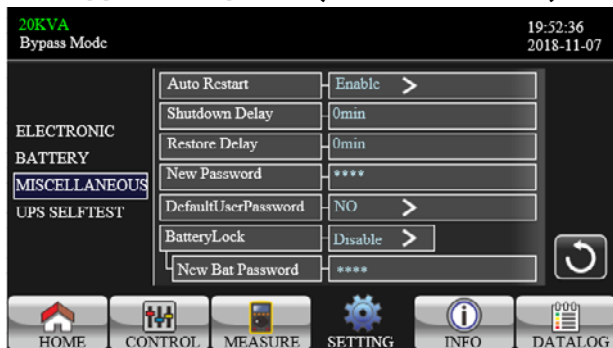 20KVA
Bypass Mode
19:52:36
2018-11-07
ELECTRONIC
BATTERY
MISCELLANEOUS
UPS SELFTEST
Auto Restart Enable >
Shutdown Delay 0min
Restore Delay 0min
New Password ****
DefaultUserPassword NO >
BatteryLock Disable >
New Bat Password ****
HOME CONTROL MEASURE SETTING INFO DATALOG